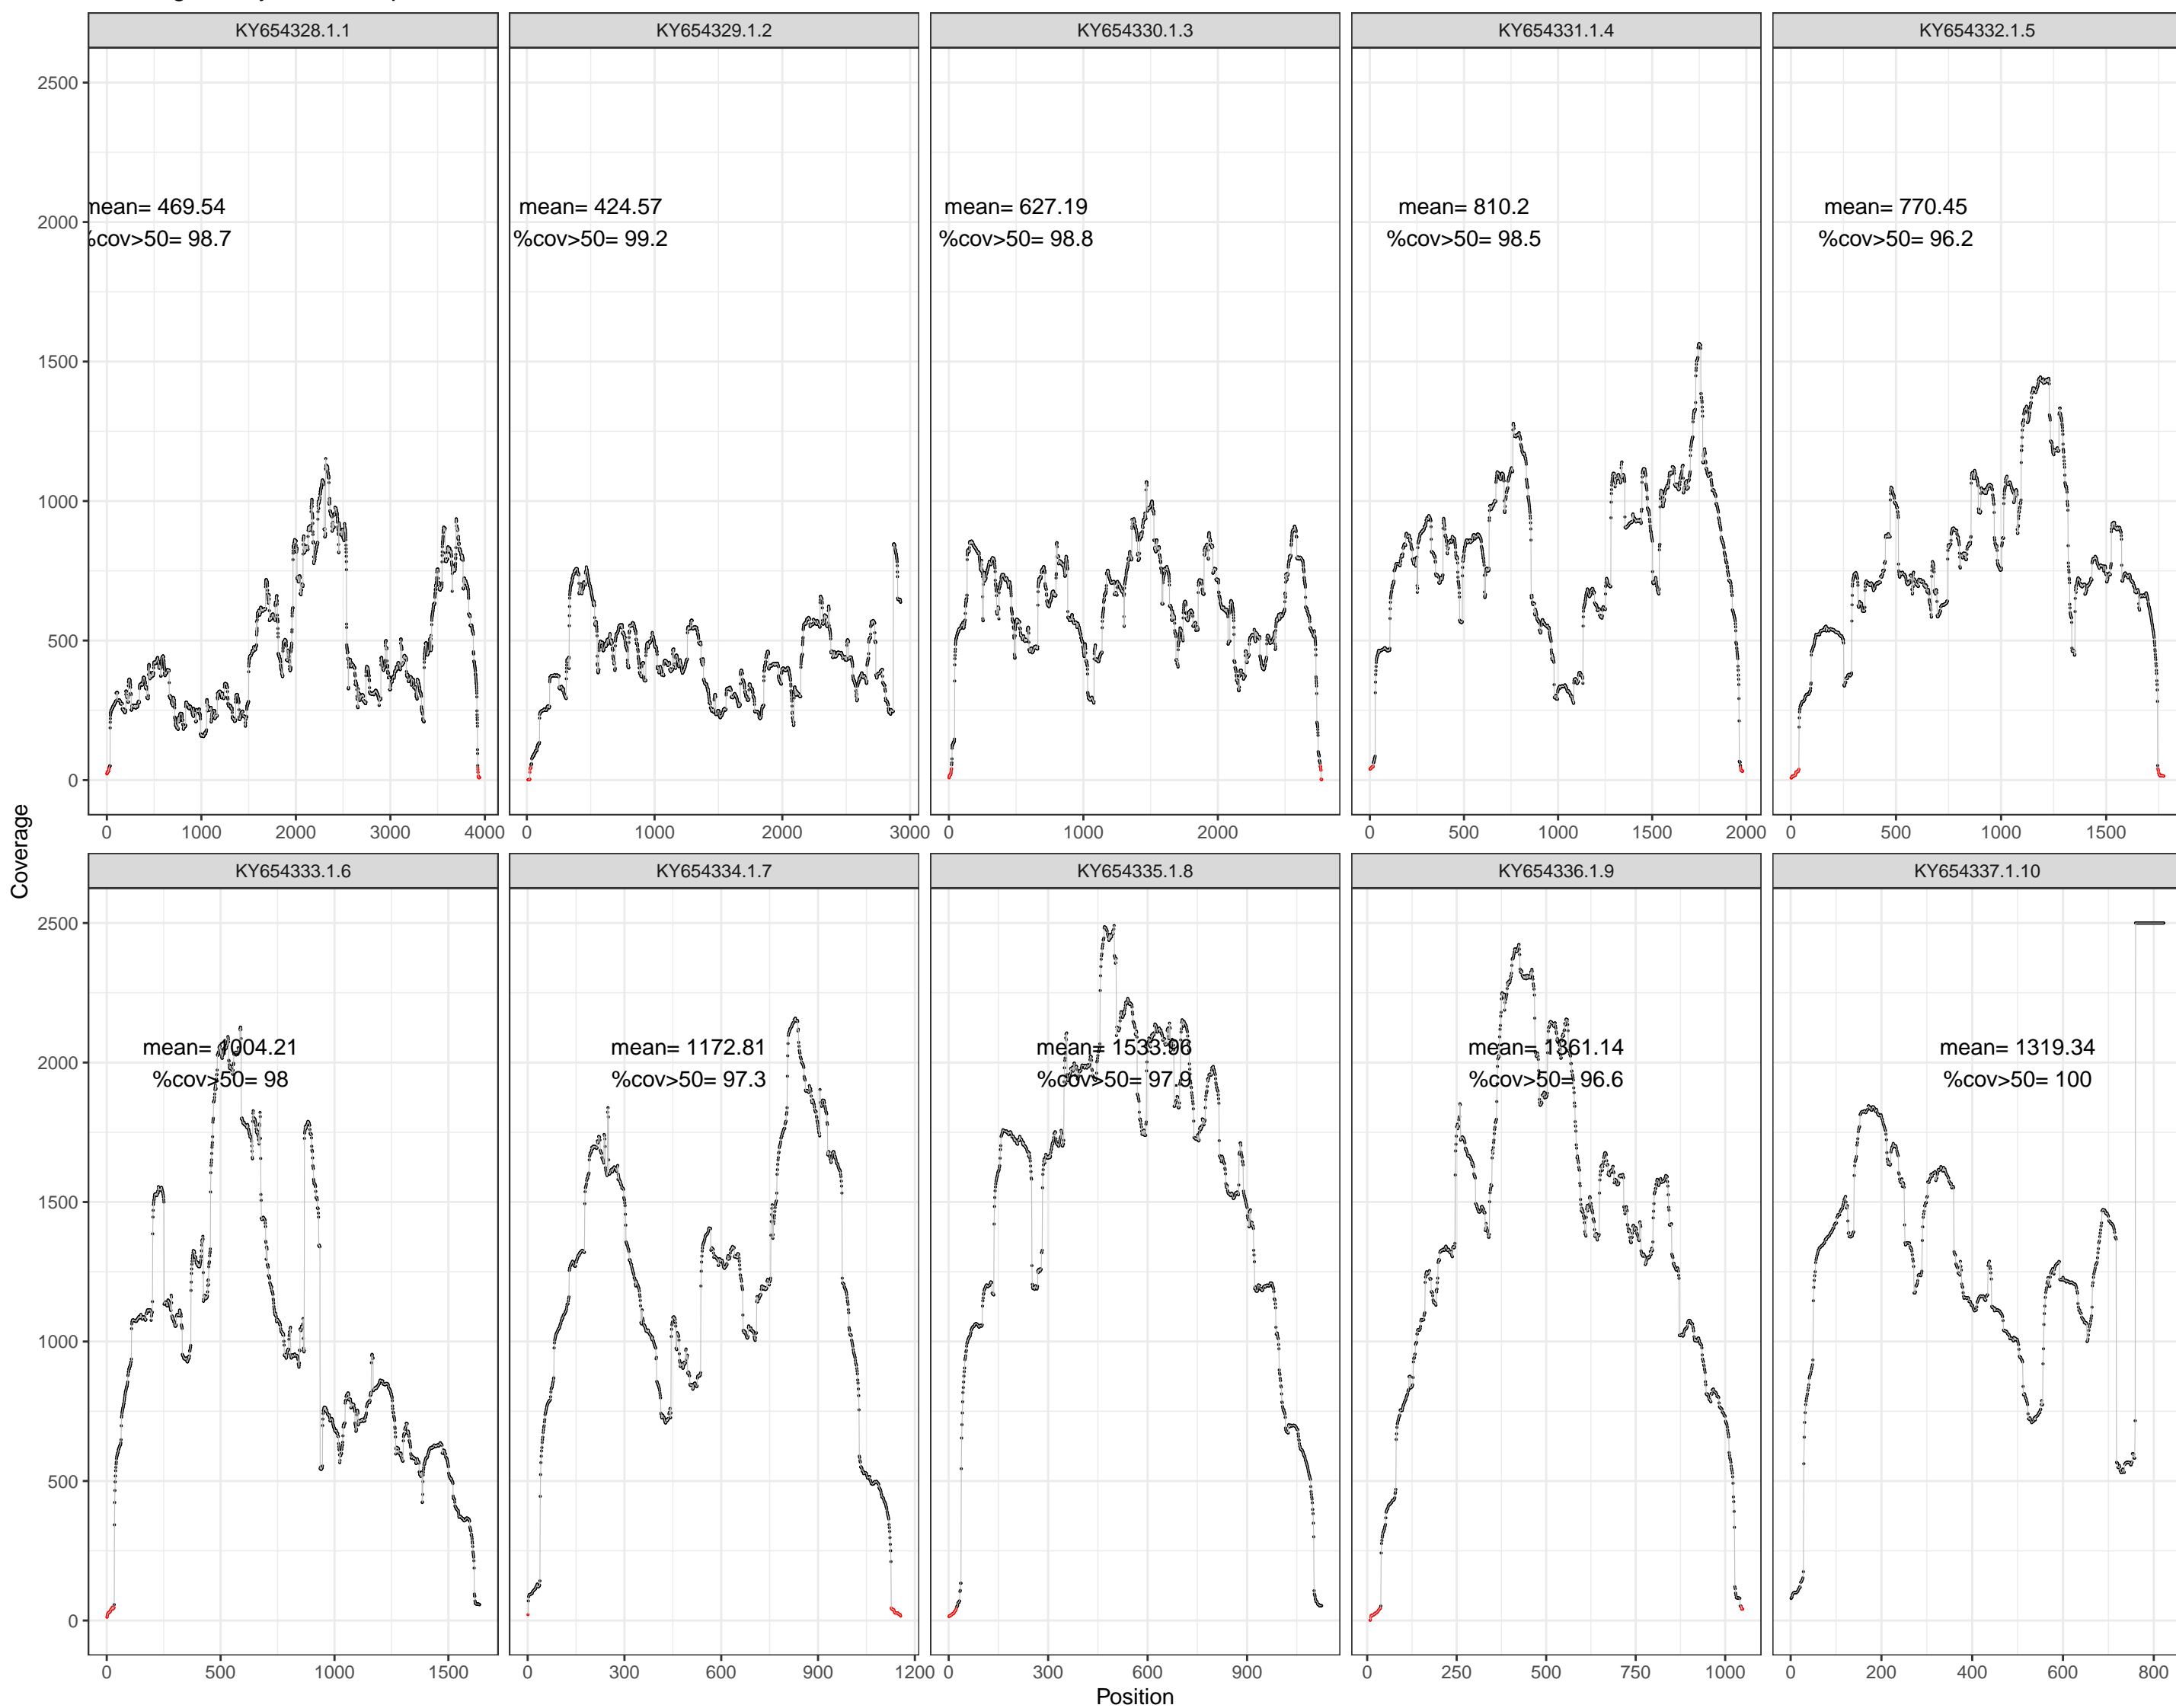 KY654328.1.1 KY654329.1.2 KY654330.1.3 KY654331.1.4 KY654332.1.5
2500
2000
1500
1000
500
0
mean= 469.54
%cov>50= 98.7
mean= 424.57
%cov>50= 99.2
mean= 627.19
%cov>50= 98.8
mean= 810.2
%cov>50= 98.5
mean= 770.45
%cov>50= 96.2
0 1000 2000 3000 4000
0 1000 2000 3000
0 1000 2000
0 500 1000 1500 2000
0 500 1000 1500
Coverage
KY654333.1.6 KY654334.1.7 KY654335.1.8 KY654336.1.9 KY654337.1.10
2500
2000
1500
1000
500
0
mean= 1004.21
%cov>50= 98
mean= 1172.81
%cov>50= 97.3
mean= 1533.96
%cov>50= 97.9
mean= 1361.14
%cov>50= 96.6
mean= 1319.34
%cov>50= 100
0 500 1000 1500
0 300 600 900 1200
0 300 600 900
0 250 500 750 1000
0 200 400 600 800
Position